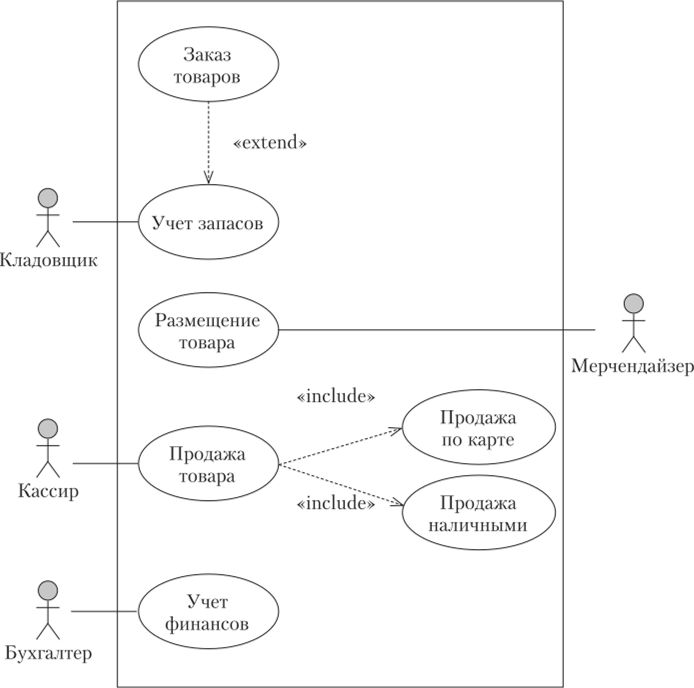 Заказ
товаров
«extend»
Учет запасов
Кладовщик
Размещение
товара
Мерчендайзер
«include»
Продажа
по карте
Продажа
товара
Кассир
«include»
Продажа
наличными
Учет
финансов
Бухгалтер